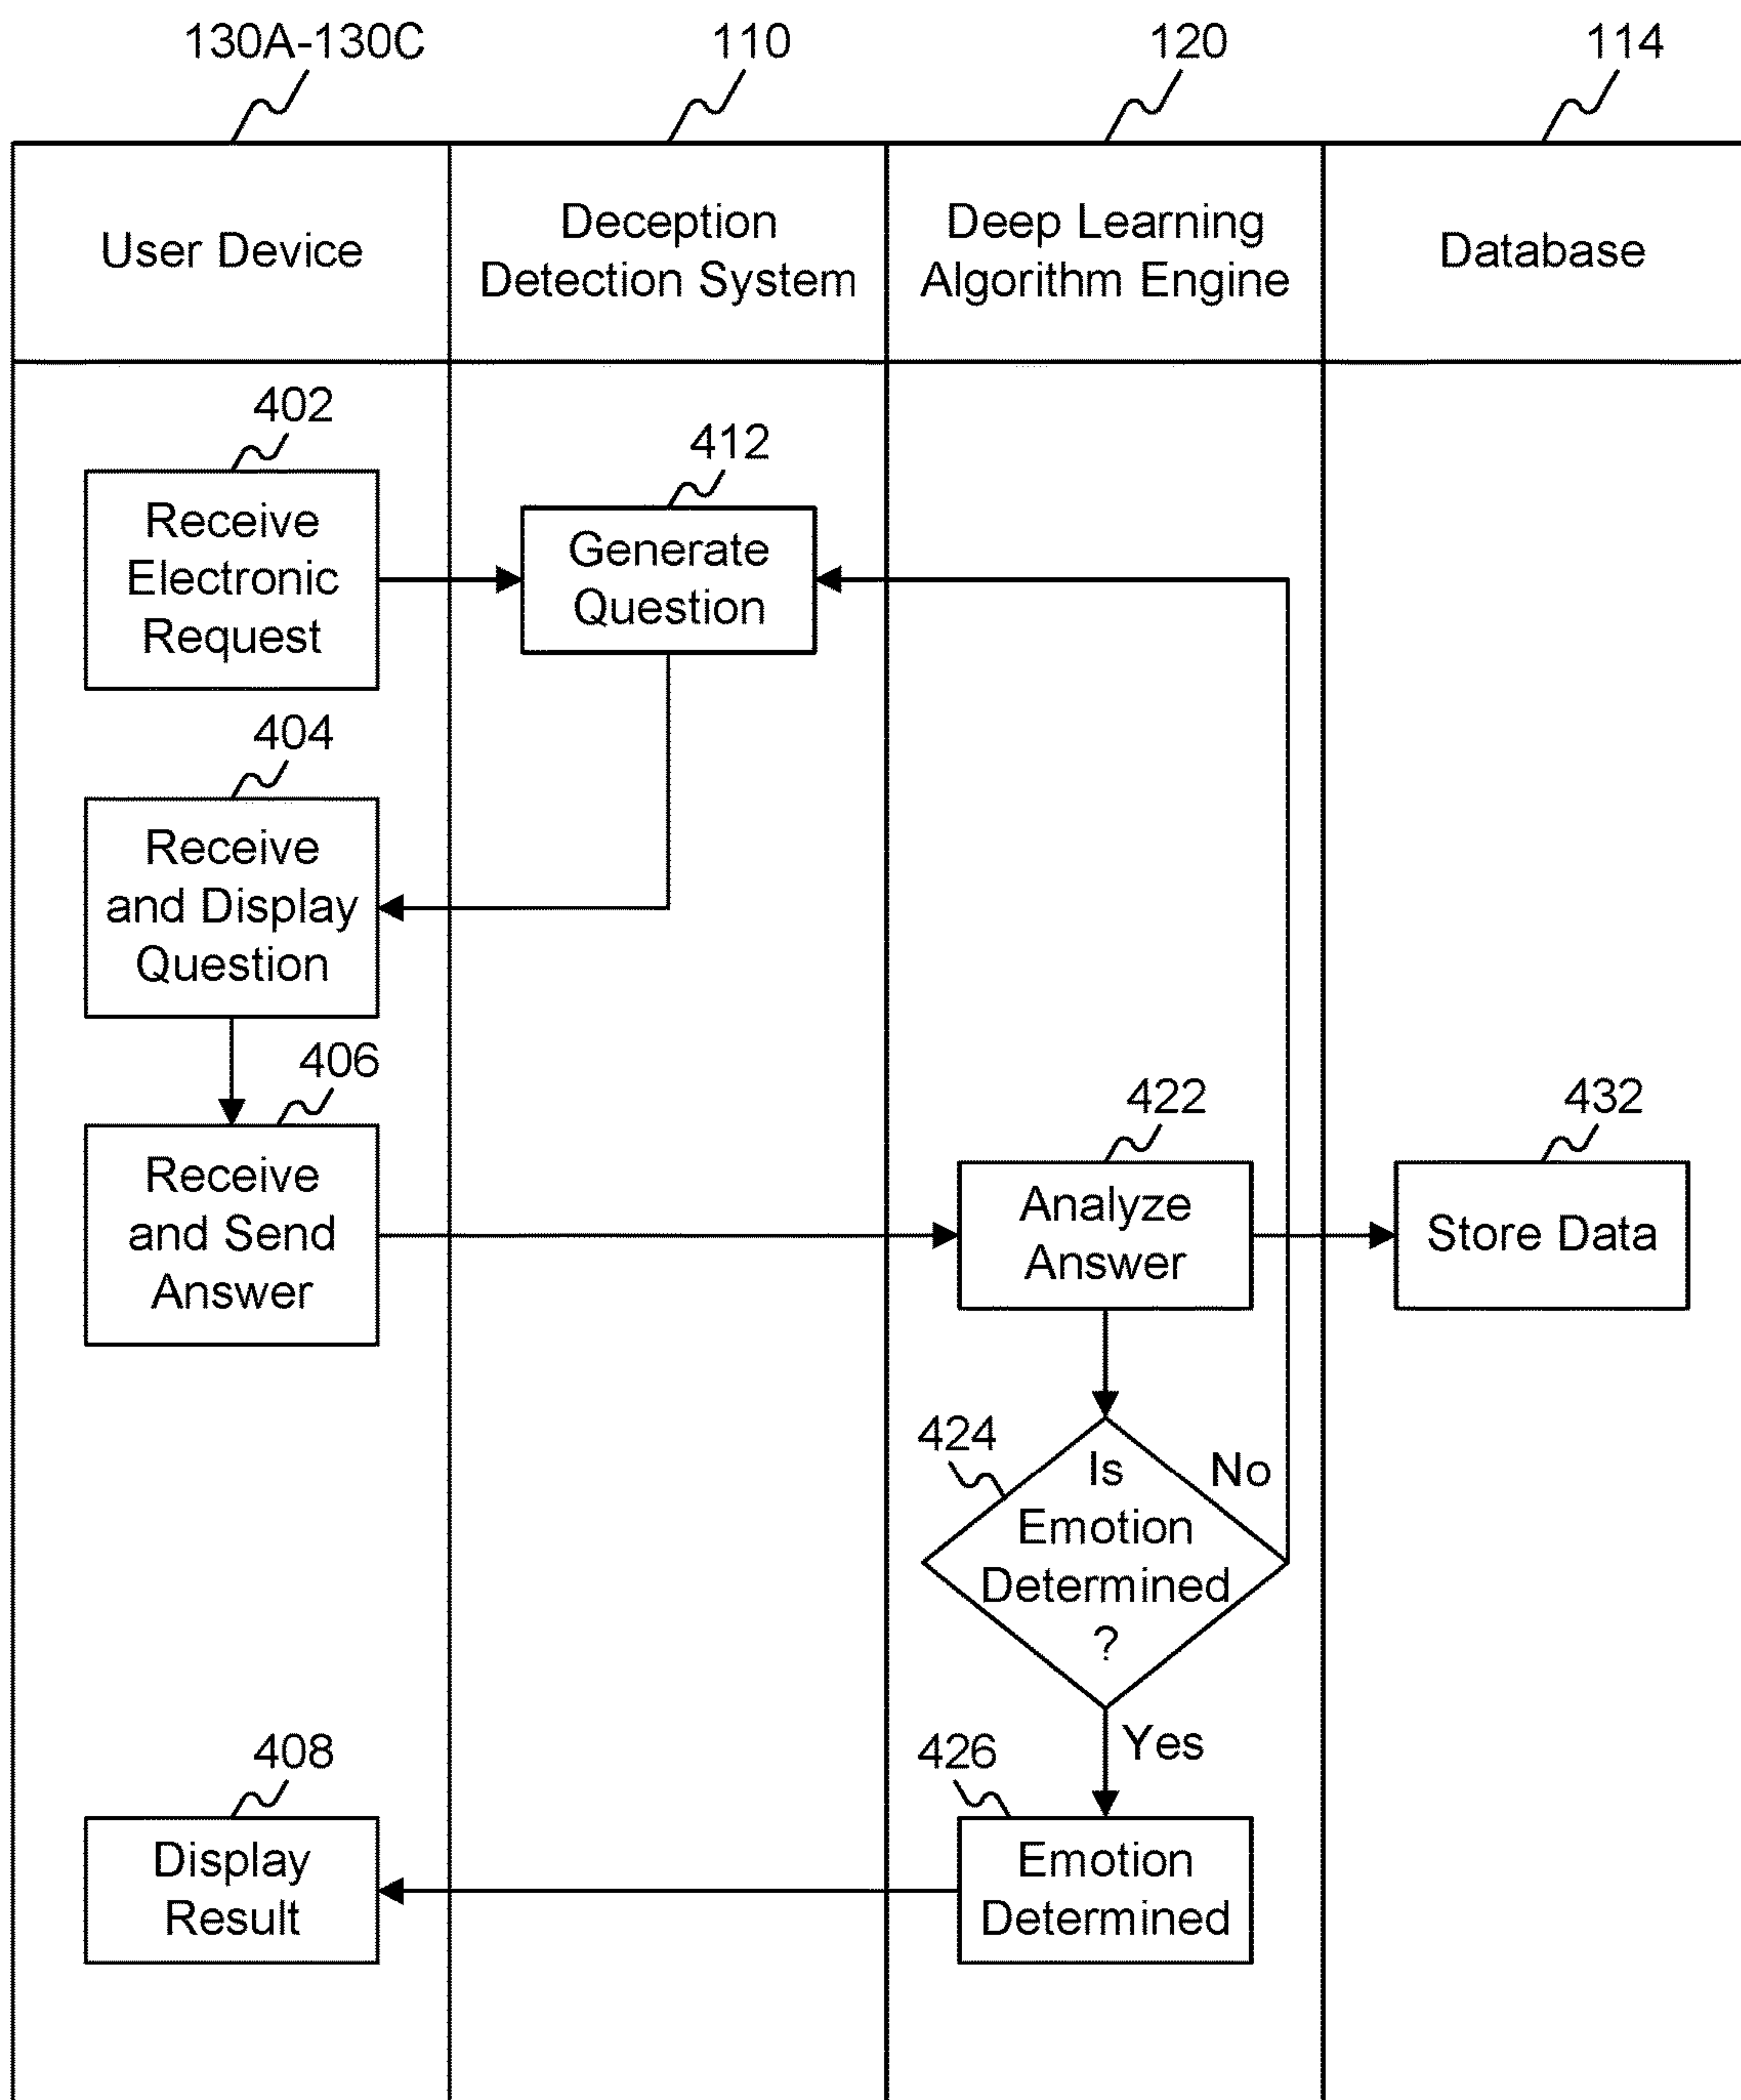 130A-130C
110
120
114
User Device
Deception
Detection System
Deep Learning
Algorithm Engine
Database
402
Receive
Electronic
Request
412
Generate
Question
404
Receive
and Display
Question
406
Receive
and Send
Answer
422
Analyze
Answer
432
Store Data
424
Is
Emotion
Determined
?
No
Yes
426
Emotion
Determined
408
Display
Result